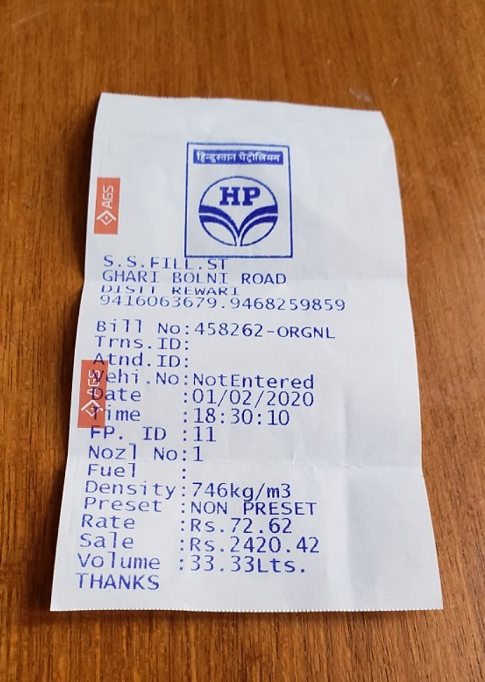 हिन्दुस्तान पेट्रोलियम
HP
AGS
S.S.FILL.ST
GHARI BOLNI ROAD
DISTT REWARI
9416063679.9468259859
Bill No:458262-ORGNL
Trns.ID:
Atnd.ID:
AGS
Vehi.No:NotEntered
Date :01/02/2020
Time :18:30:10
FP. ID :11
Nozl No:1
Fuel :
Density:746kg/m3
Preset :NON PRESET
Rate :Rs.72.62
Sale :Rs.2420.42
Volume :33.33Lts.
THANKS